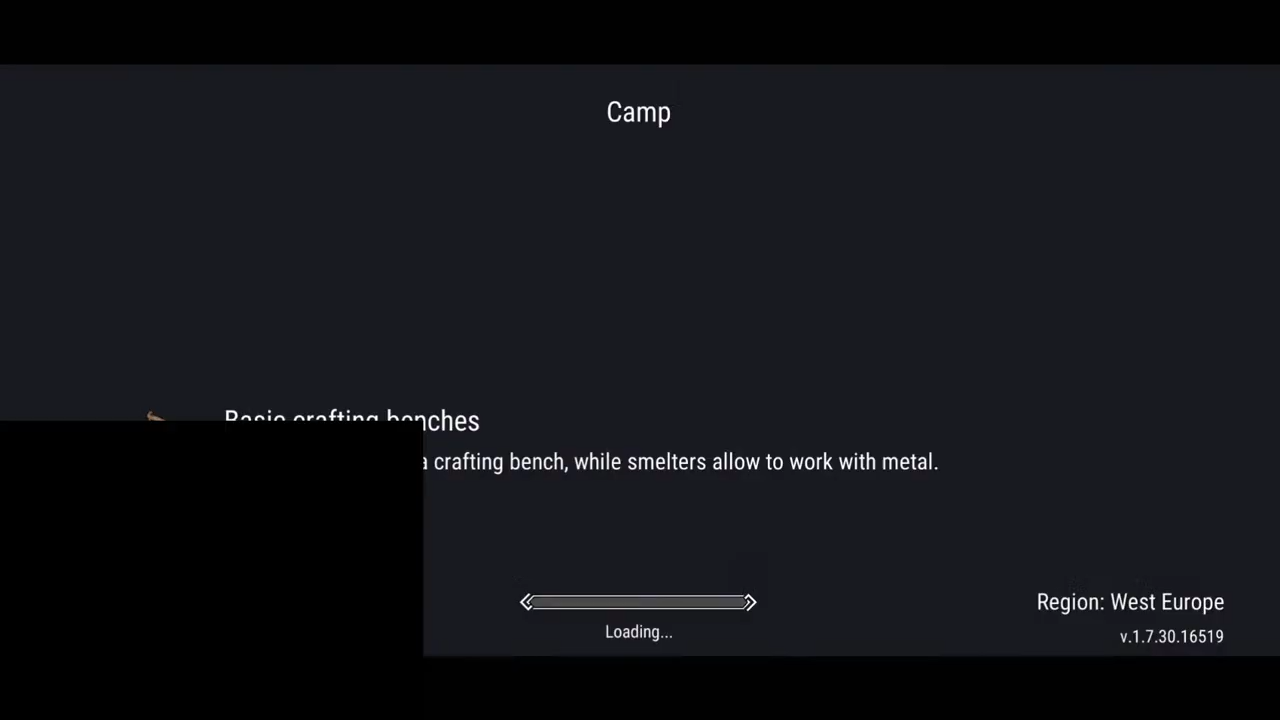 Camp
Basic crafting benches
a crafting bench, while smelters allow to work with metal.
Loading...
Region: West Europe
v.1.7.30.16519